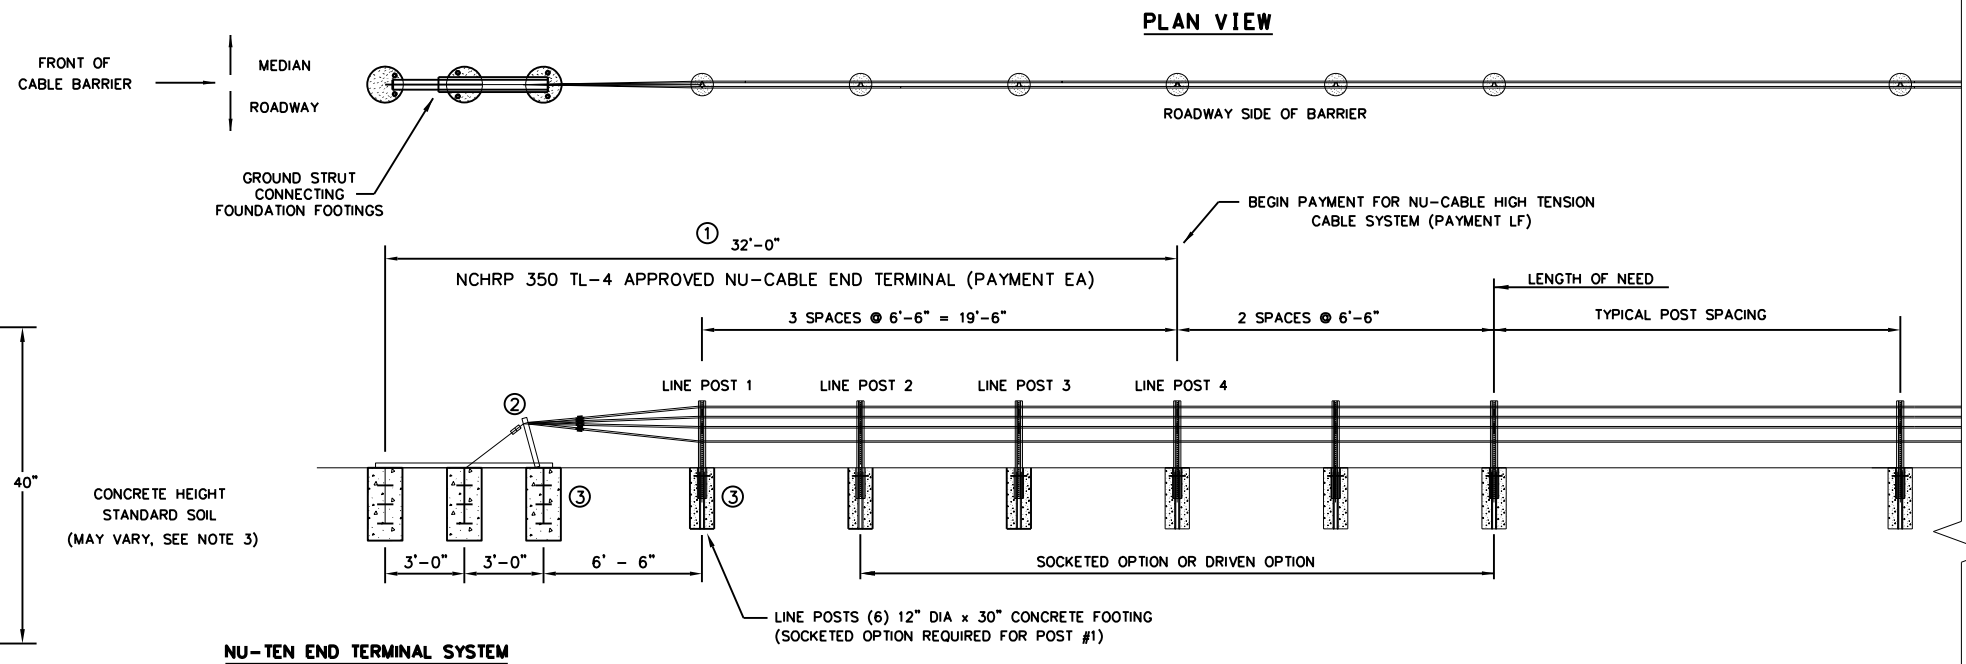 PLAN VIEW
FRONT OF
CABLE BARRIER
MEDIAN
ROADWAY
ROADWAY SIDE OF BARRIER
GROUND STRUT
CONNECTING
FOUNDATION FOOTINGS
BEGIN PAYMENT FOR NU-CABLE HIGH TENSION
CABLE SYSTEM (PAYMENT LF)
① 32'-0"
NCHRP 350 TL-4 APPROVED NU-CABLE END TERMINAL (PAYMENT EA)
LENGTH OF NEED
3 SPACES @ 6'-6" = 19'-6"
2 SPACES @ 6'-6"
TYPICAL POST SPACING
LINE POST 1
LINE POST 2
LINE POST 3
LINE POST 4
②
40"
CONCRETE HEIGHT
STANDARD SOIL
(MAY VARY, SEE NOTE 3)
③
③
3'-0"
3'-0"
6' - 6"
SOCKETED OPTION OR DRIVEN OPTION
LINE POSTS (6) 12" DIA x 30" CONCRETE FOOTING
(SOCKETED OPTION REQUIRED FOR POST #1)
NU-TEN END TERMINAL SYSTEM